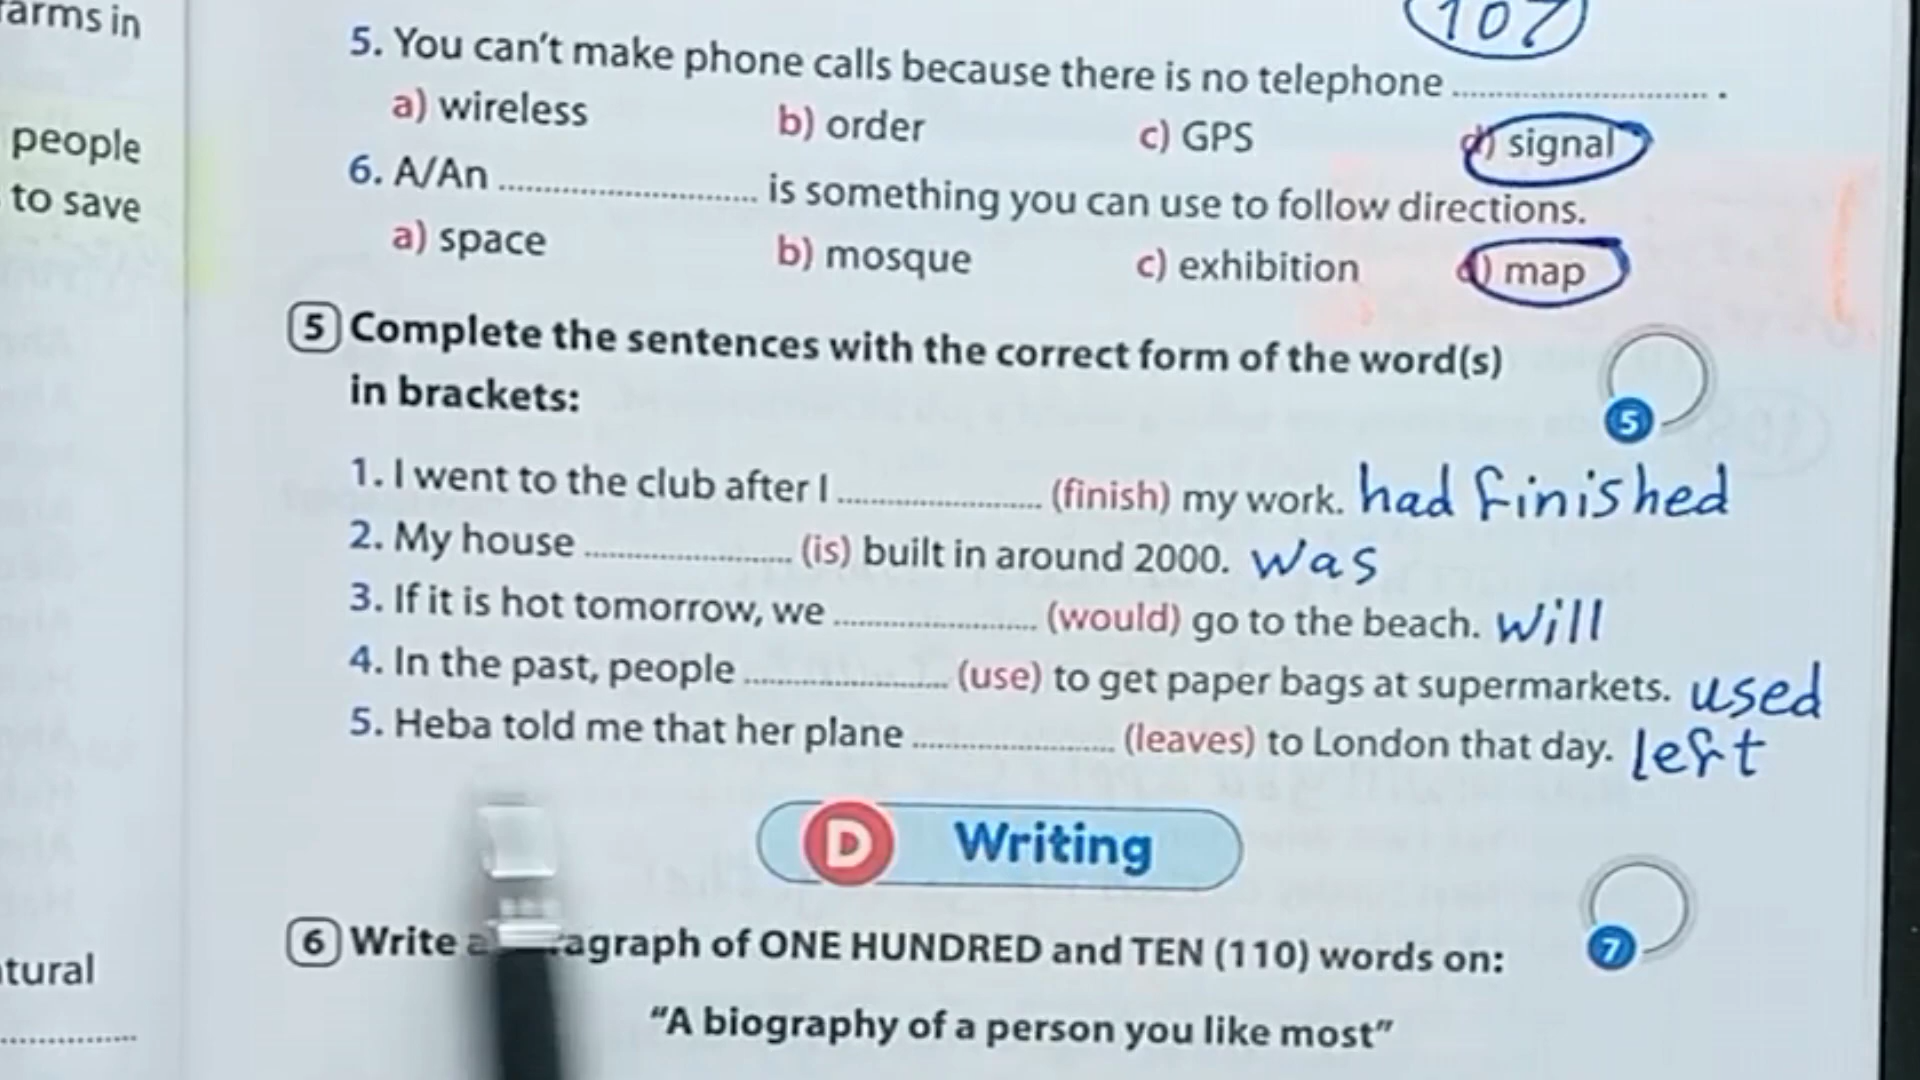 arms in
people
to save
tural
107
5. You can't make phone calls because there is no telephone .......................... .
a) wireless b) order c) GPS d) signal
6. A/An .......................... is something you can use to follow directions.
a) space b) mosque c) exhibition d) map
5 Complete the sentences with the correct form of the word(s)
in brackets:
5
1. I went to the club after I .......................... (finish) my work. had finished
2. My house .......................... (is) built in around 2000. was
3. If it is hot tomorrow, we .......................... (would) go to the beach. will
4. In the past, people .......................... (use) to get paper bags at supermarkets. used
5. Heba told me that her plane .......................... (leaves) to London that day. left
D Writing
6 Write a ragraph of ONE HUNDRED and TEN (110) words on:
7
"A biography of a person you like most"